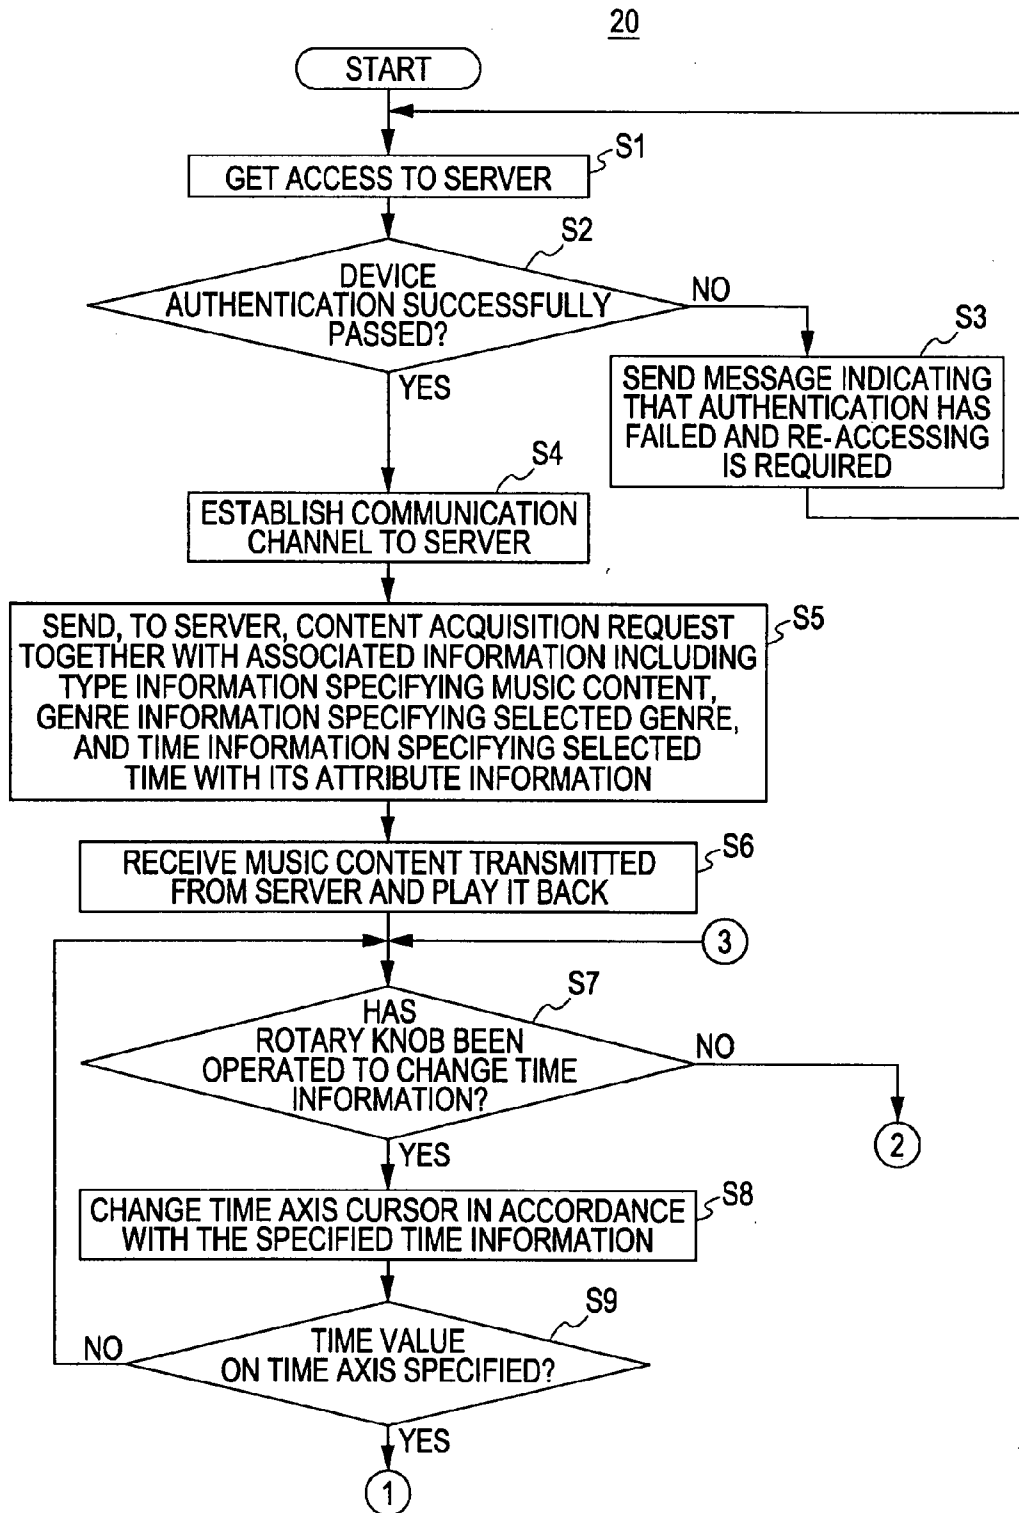 20
START
S1
GET ACCESS TO SERVER
S2
DEVICE
AUTHENTICATION SUCCESSFULLY
PASSED?
NO
YES
S3
SEND MESSAGE INDICATING
THAT AUTHENTICATION HAS
FAILED AND RE-ACCESSING
IS REQUIRED
S4
ESTABLISH COMMUNICATION
CHANNEL TO SERVER
S5
SEND, TO SERVER, CONTENT ACQUISITION REQUEST
TOGETHER WITH ASSOCIATED INFORMATION INCLUDING
TYPE INFORMATION SPECIFYING MUSIC CONTENT,
GENRE INFORMATION SPECIFYING SELECTED GENRE,
AND TIME INFORMATION SPECIFYING SELECTED
TIME WITH ITS ATTRIBUTE INFORMATION
S6
RECEIVE MUSIC CONTENT TRANSMITTED
FROM SERVER AND PLAY IT BACK
3
S7
HAS
ROTARY KNOB BEEN
OPERATED TO CHANGE TIME
INFORMATION?
NO
2
YES
S8
CHANGE TIME AXIS CURSOR IN ACCORDANCE
WITH THE SPECIFIED TIME INFORMATION
S9
NO
TIME VALUE
ON TIME AXIS SPECIFIED?
YES
1